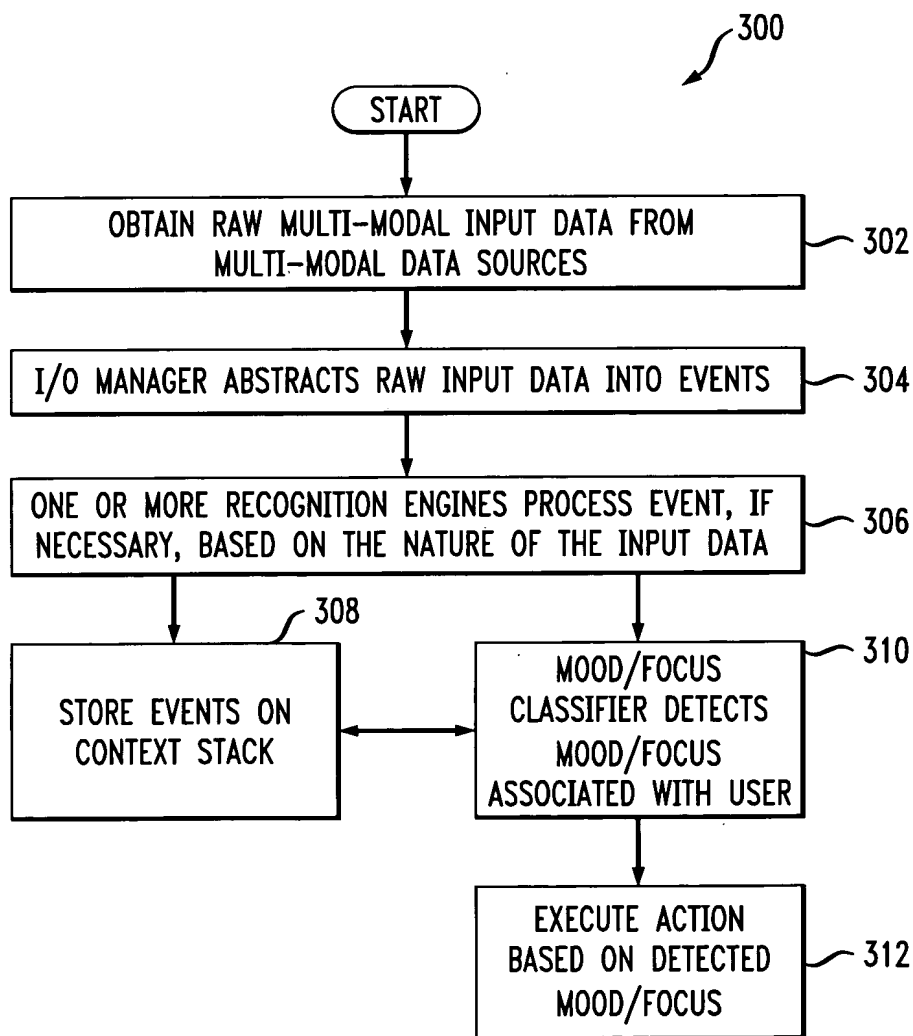 300
START
OBTAIN RAW MULTI-MODAL INPUT DATA FROM
MULTI-MODAL DATA SOURCES
302
I/O MANAGER ABSTRACTS RAW INPUT DATA INTO EVENTS
304
ONE OR MORE RECOGNITION ENGINES PROCESS EVENT, IF
NECESSARY, BASED ON THE NATURE OF THE INPUT DATA
306
308
STORE EVENTS ON
CONTEXT STACK
310
MOOD/FOCUS
CLASSIFIER DETECTS
MOOD/FOCUS
ASSOCIATED WITH USER
EXECUTE ACTION
BASED ON DETECTED
MOOD/FOCUS
312